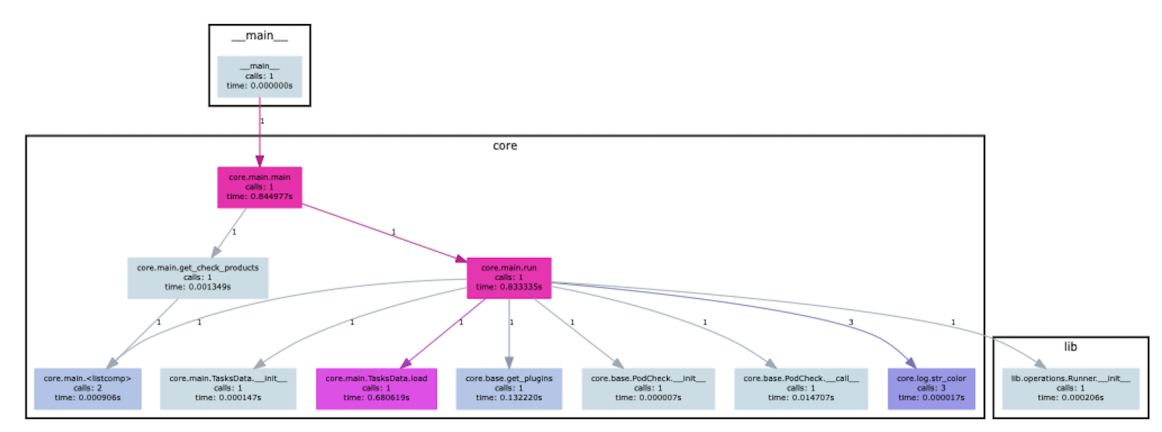 __main__
__main__
calls: 1
time: 0.000000s
1
core
core.main.main
calls: 1
time: 0.844977s
1
1
core.main.get_check_products
calls: 1
time: 0.001349s
core.main.run
calls: 1
time: 0.833335s
1
1
1
1
1
1
1
3
1
lib
core.main.<listcomp>
calls: 2
time: 0.000906s
core.main.TasksData.__init__
calls: 1
time: 0.000147s
core.main.TasksData.load
calls: 1
time: 0.680619s
core.base.get_plugins
calls: 1
time: 0.132220s
core.base.PodCheck.__init__
calls: 1
time: 0.000007s
core.base.PodCheck.__call__
calls: 1
time: 0.014707s
core.log.str_color
calls: 3
time: 0.000017s
lib.operations.Runner.__init__
calls: 1
time: 0.000206s